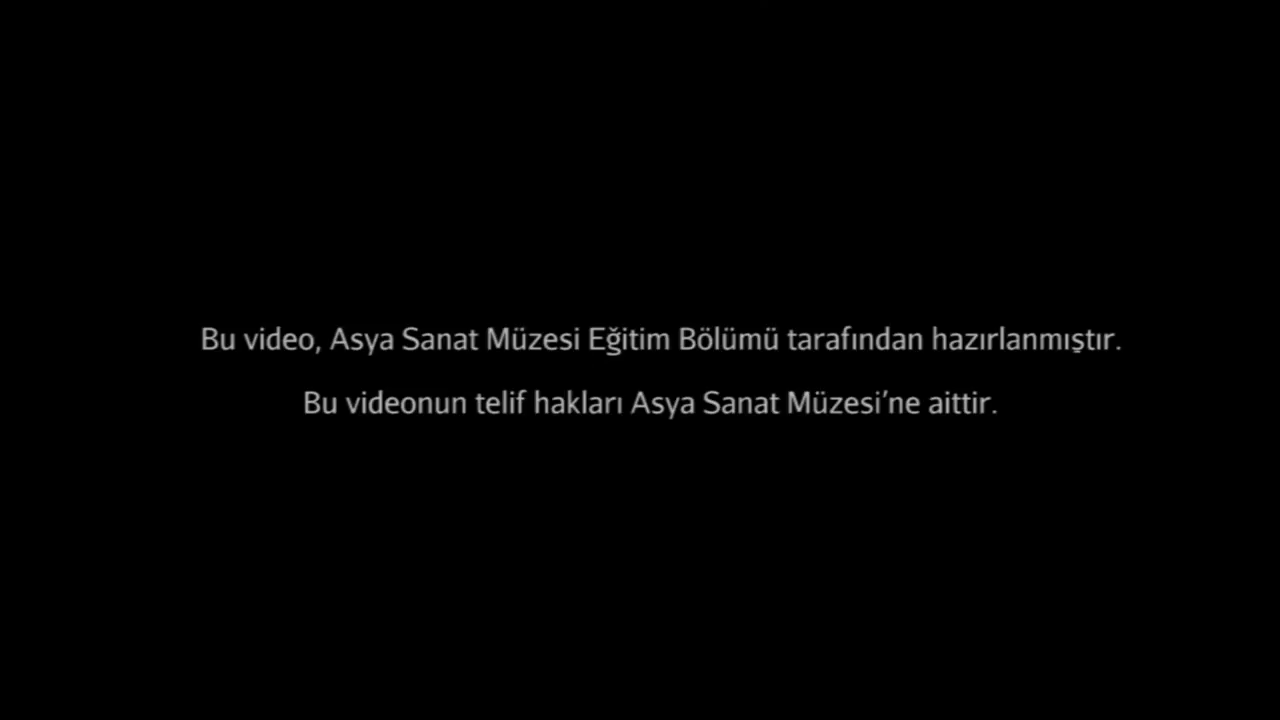 Bu video, Asya Sanat Müzesi Eğitim Bölümü tarafından hazırlanmıştır.
Bu videonun telif hakları Asya Sanat Müzesi’ne aittir.